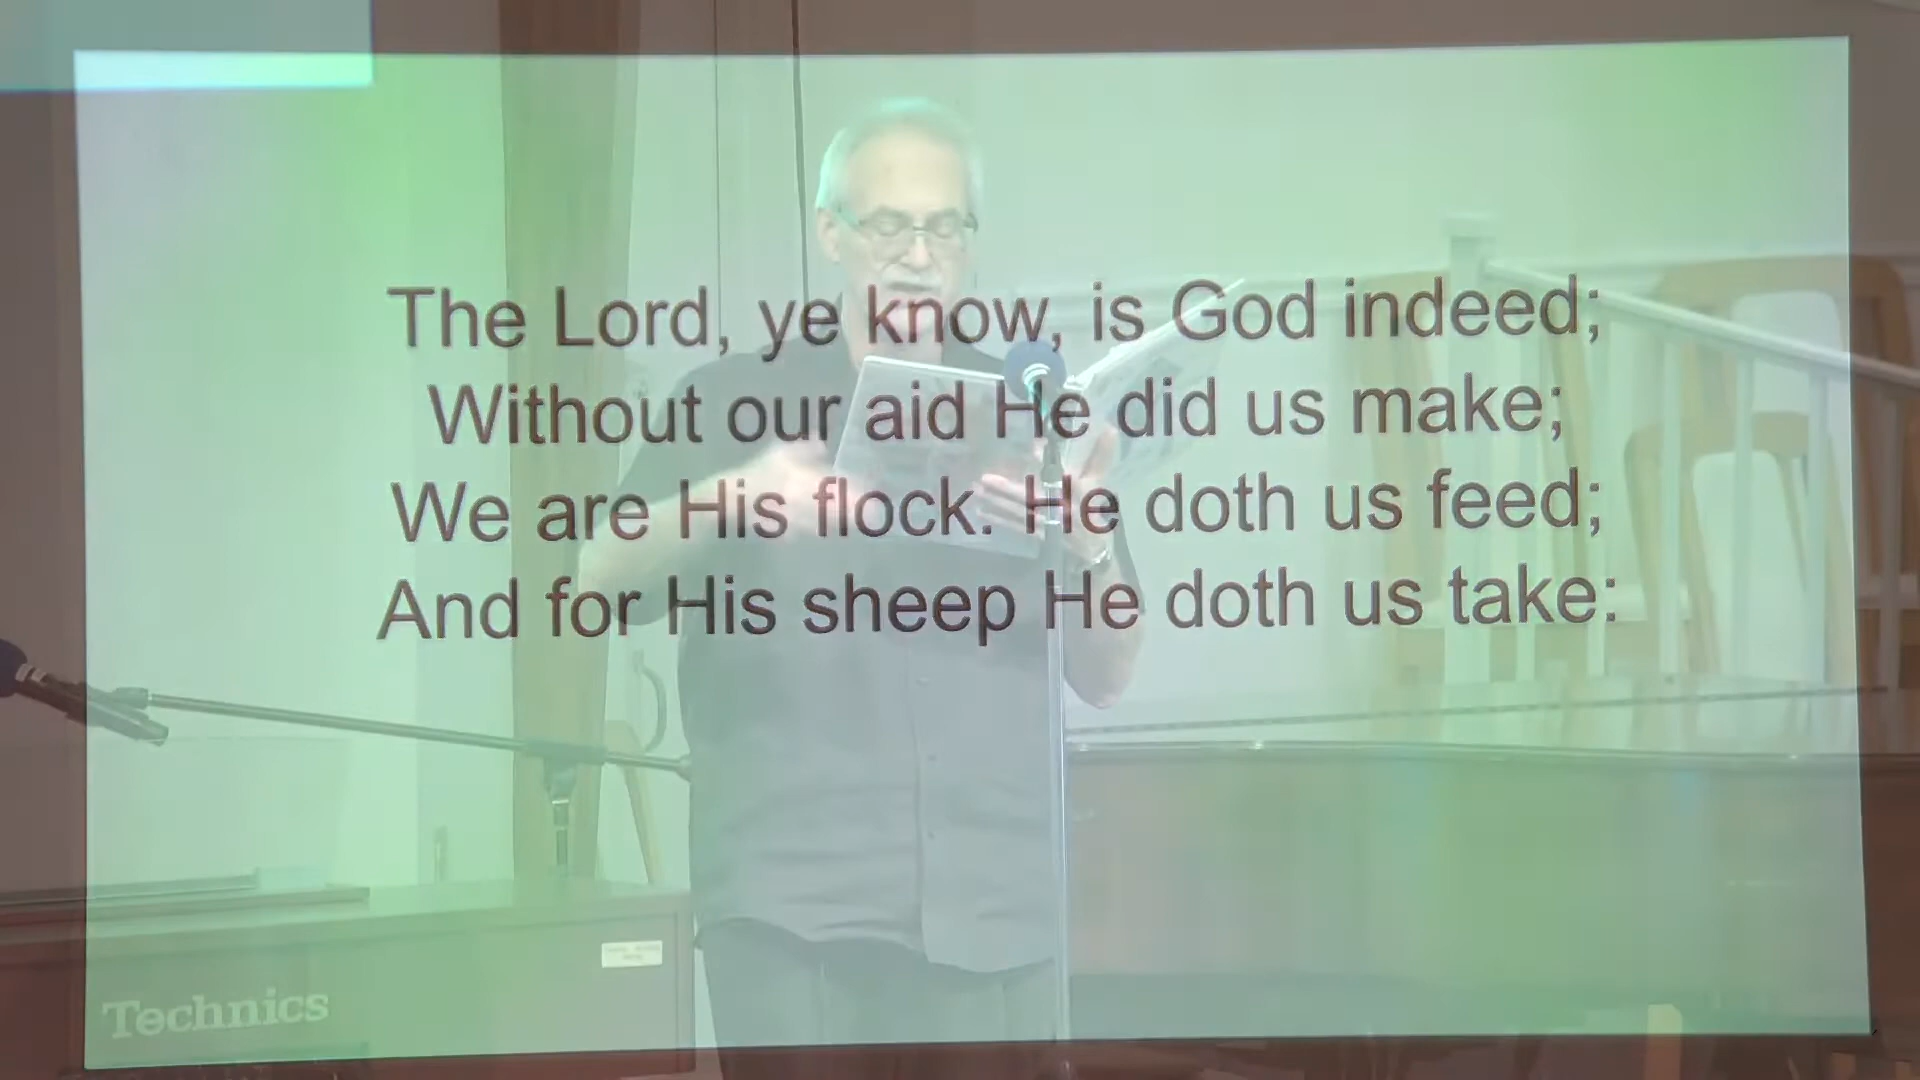 The Lord, ye know, is God indeed;
Without our aid He did us make;
We are His flock. He doth us feed;
And for His sheep He doth us take:
Technics